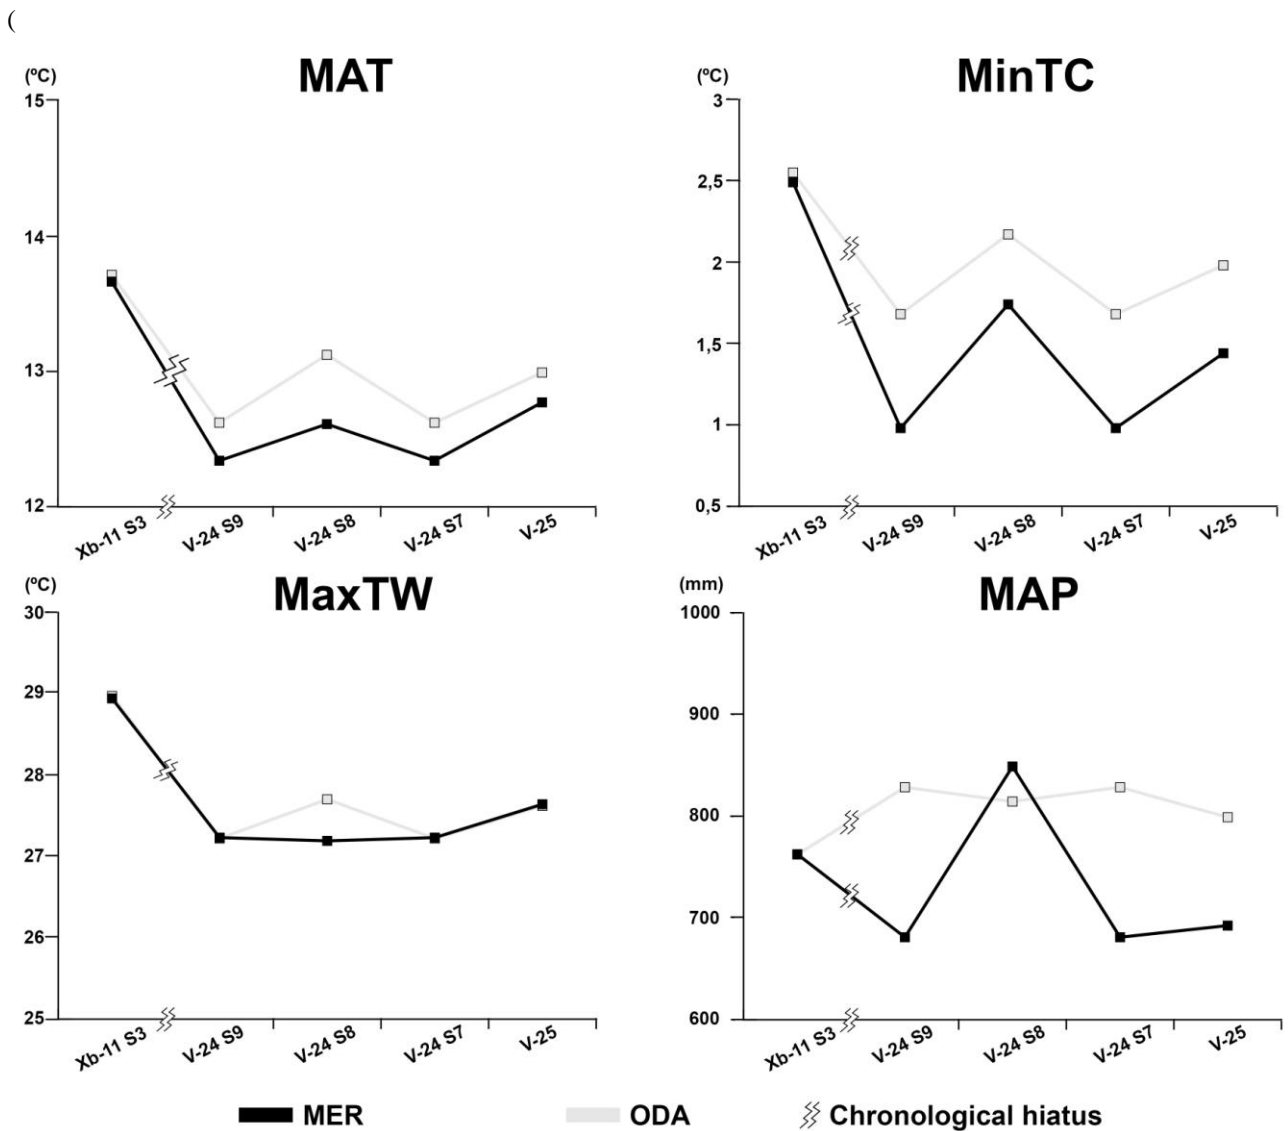 (
MAT
(ºC)
15
14
13
12
Xb-11 S3
V-24 S9
V-24 S8
V-24 S7
V-25
MinTC
(ºC)
3
2,5
2
1,5
1
0,5
Xb-11 S3
V-24 S9
V-24 S8
V-24 S7
V-25
MaxTW
(ºC)
30
29
28
27
26
25
Xb-11 S3
V-24 S9
V-24 S8
V-24 S7
V-25
MAP
(mm)
1000
900
800
700
600
Xb-11 S3
V-24 S9
V-24 S8
V-24 S7
V-25
MER
ODA
Chronological hiatus